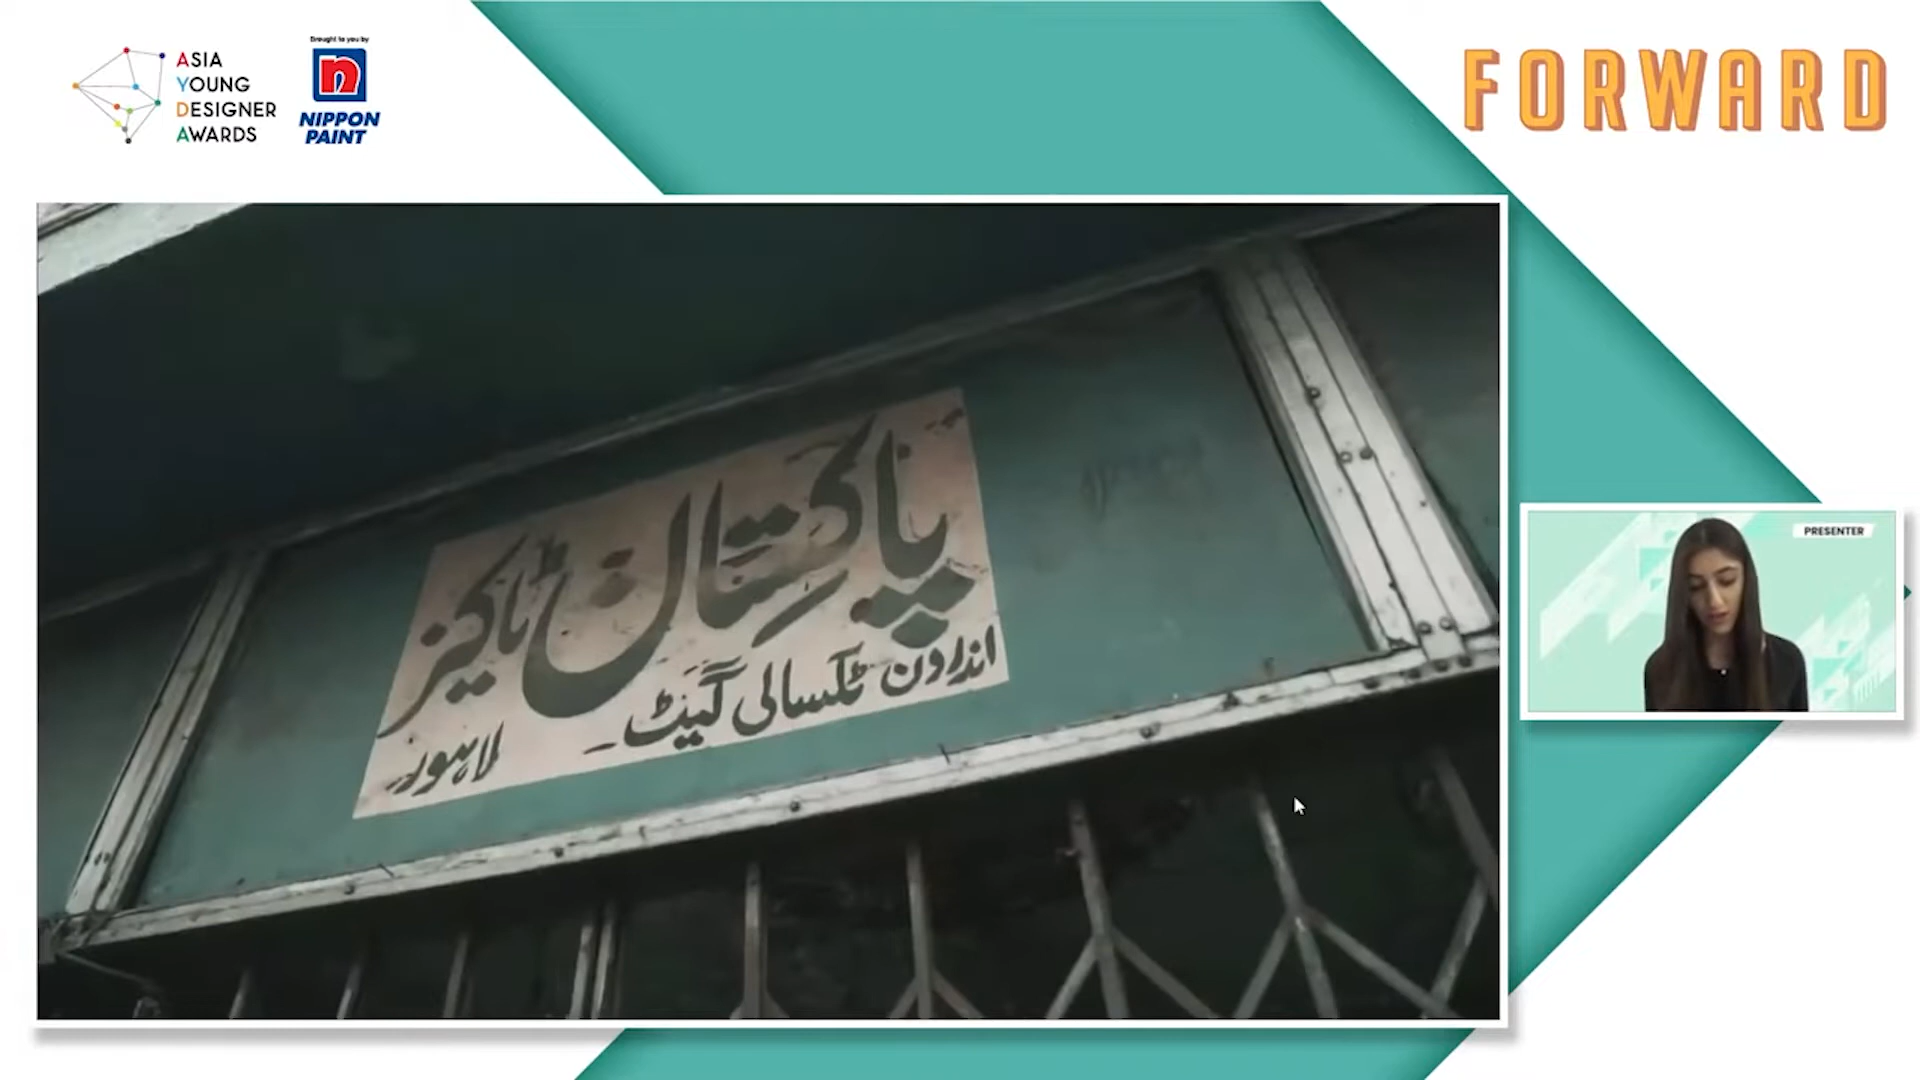 ASIA
YOUNG
DESIGNER
AWARDS
Brought to you by
n
NIPPON
PAINT
FORWARD
پاکستان ٹاکیز
اندرون ٹکسالی گیٹ ۔ لاہور
PRESENTER